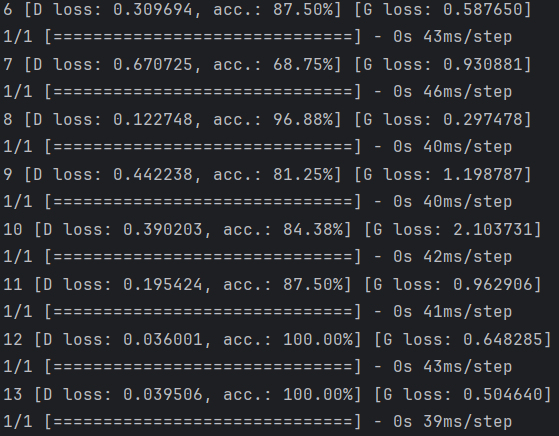 6 [D loss: 0.309694, acc.: 87.50%] [G loss: 0.587650]
1/1 [==============================] - 0s 43ms/step
7 [D loss: 0.670725, acc.: 68.75%] [G loss: 0.930881]
1/1 [==============================] - 0s 46ms/step
8 [D loss: 0.122748, acc.: 96.88%] [G loss: 0.297478]
1/1 [==============================] - 0s 40ms/step
9 [D loss: 0.442238, acc.: 81.25%] [G loss: 1.198787]
1/1 [==============================] - 0s 40ms/step
10 [D loss: 0.390203, acc.: 84.38%] [G loss: 2.103731]
1/1 [==============================] - 0s 42ms/step
11 [D loss: 0.195424, acc.: 87.50%] [G loss: 0.962906]
1/1 [==============================] - 0s 41ms/step
12 [D loss: 0.036001, acc.: 100.00%] [G loss: 0.648285]
1/1 [==============================] - 0s 43ms/step
13 [D loss: 0.039506, acc.: 100.00%] [G loss: 0.504640]
1/1 [==============================] - 0s 39ms/step